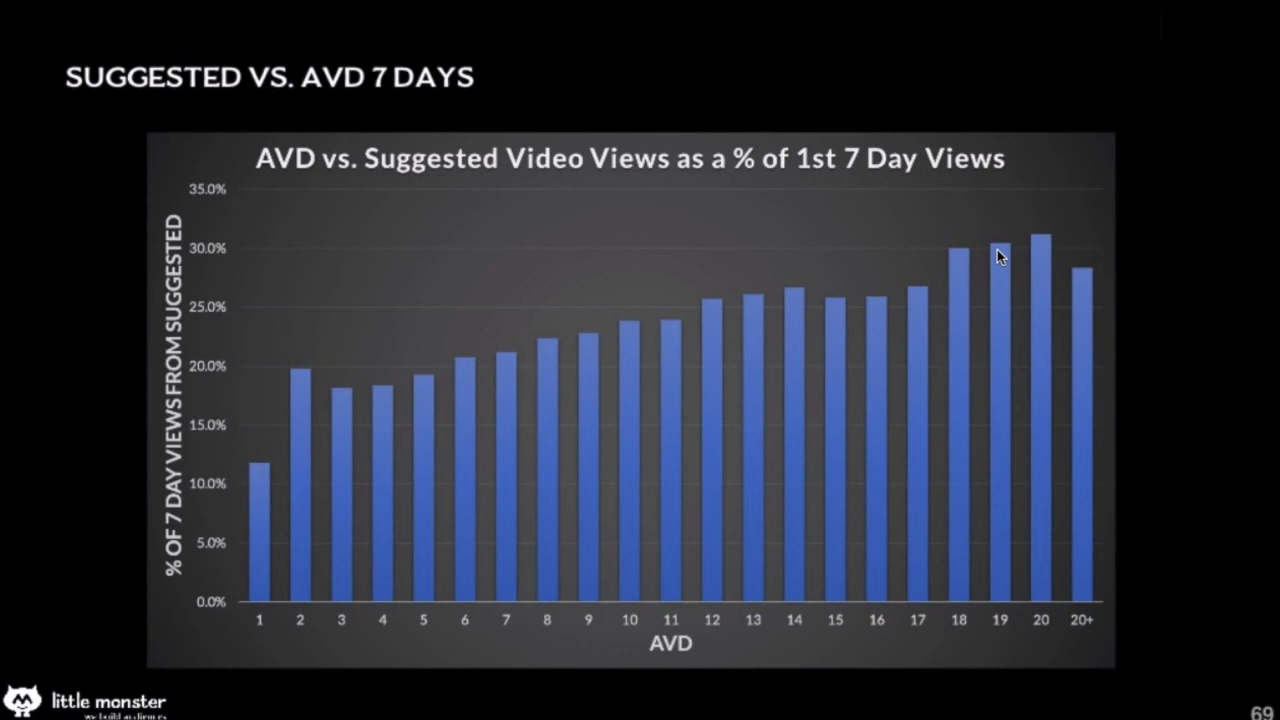 SUGGESTED VS. AVD 7 DAYS
AVD vs. Suggested Video Views as a % of 1st 7 Day Views
% OF 7 DAY VIEWS FROM SUGGESTED
35.0%
30.0%
25.0%
20.0%
15.0%
10.0%
5.0%
0.0%
1 2 3 4 5 6 7 8 9 10 11 12 13 14 15 16 17 18 19 20 20+
AVD
little monster
we build audiences
69